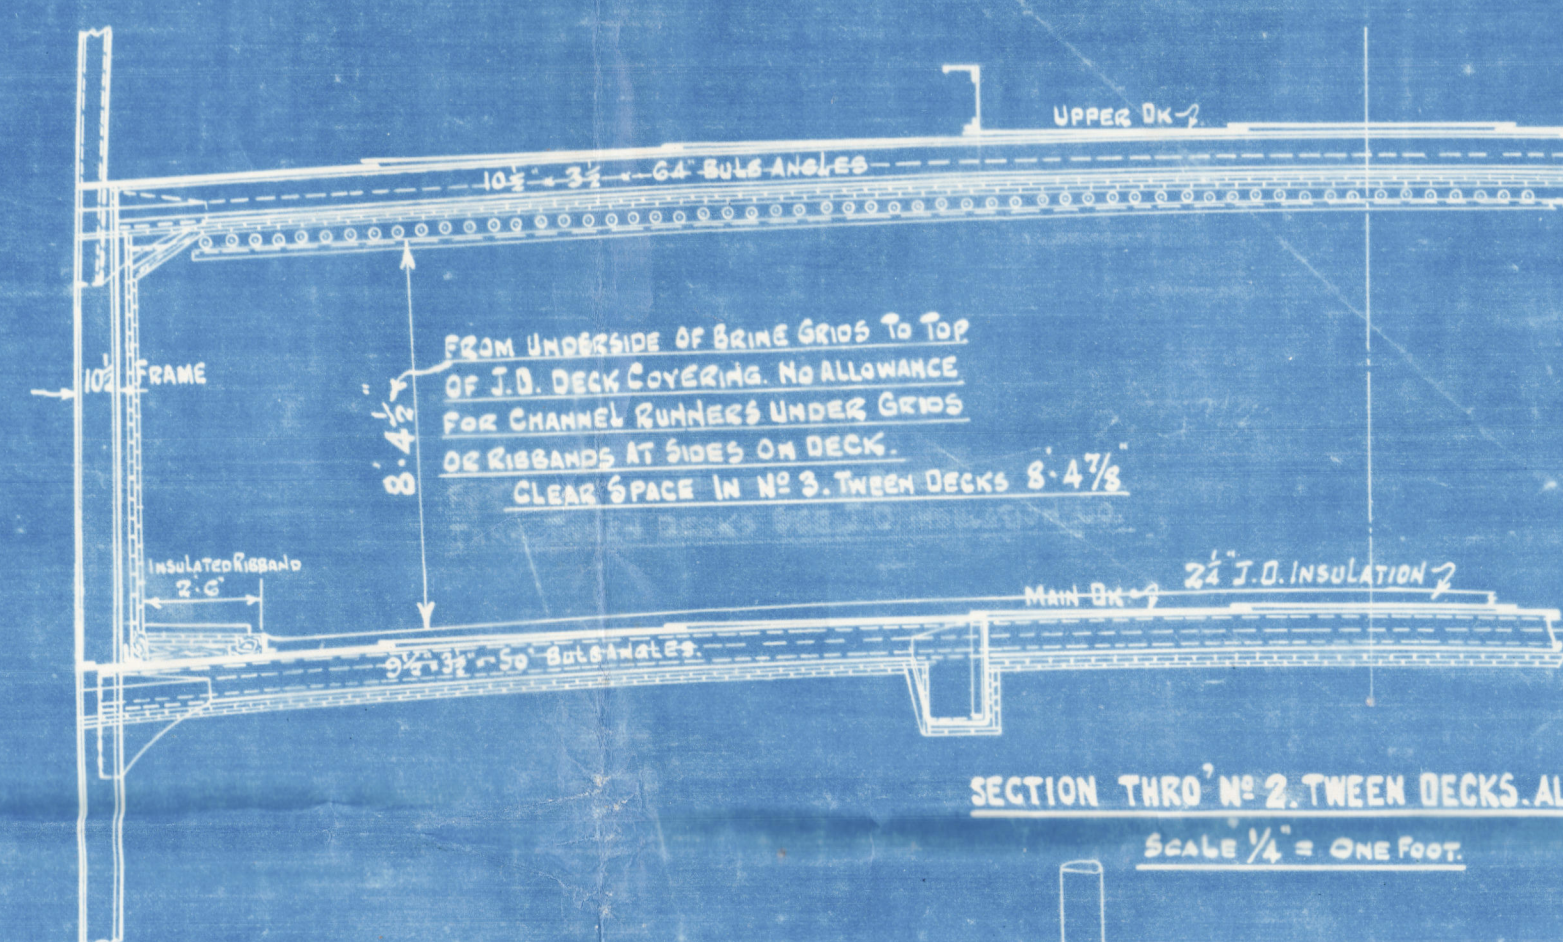 UPPER DK
10½" × 3½" × ·64" BULB ANGLES
10½ FRAME
8'·4½"
FROM UNDERSIDE OF BRINE GRIDS TO TOP
OF J.D. DECK COVERING. NO ALLOWANCE
FOR CHANNEL RUNNERS UNDER GRIDS
OR RIBBANDS AT SIDES ON DECK.
CLEAR SPACE IN Nº 3. TWEEN DECKS 8'·4⅞"
INSULATED RIBBAND
2'·6"
2¼" J.D. INSULATION
MAIN DK
3½" ·50" BULB ANGLES.
SECTION THRO' Nº 2. TWEEN DECKS. AL
SCALE ¼" = ONE FOOT.